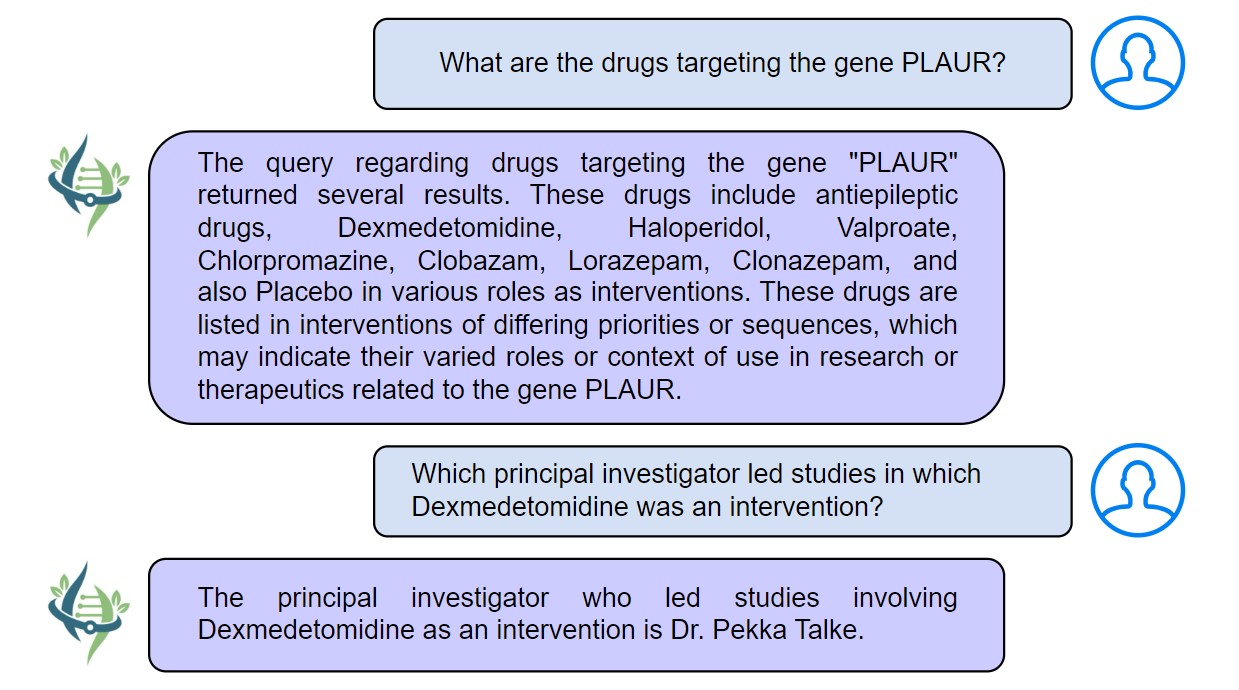 What are the drugs targeting the gene PLAUR?
The query regarding drugs targeting the gene "PLAUR"
returned several results. These drugs include antiepileptic
drugs, Dexmedetomidine, Haloperidol, Valproate,
Chlorpromazine, Clobazam, Lorazepam, Clonazepam, and
also Placebo in various roles as interventions. These drugs are
listed in interventions of differing priorities or sequences, which
may indicate their varied roles or context of use in research or
therapeutics related to the gene PLAUR.
Which principal investigator led studies in which
Dexmedetomidine was an intervention?
The principal investigator who led studies involving
Dexmedetomidine as an intervention is Dr. Pekka Talke.